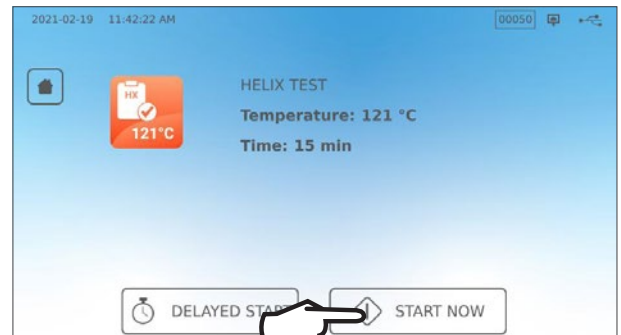 2021-02-19 11:42:22 AM 00050
HX
121°C
HELIX TEST
Temperature: 121 °C
Time: 15 min
DELAYED START
START NOW